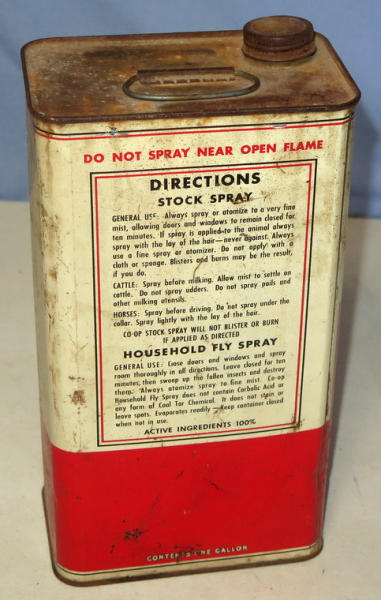 DO NOT SPRAY NEAR OPEN FLAME
DIRECTIONS
STOCK SPRAY
GENERAL USE: Always spray or atomize to a very fine
mist, allowing doors and windows to remain closed for
ten minutes. If spray is applied to the animal always
spray with the lay of the hair—never against. Always
use a fine spray or atomizer. Do not apply with a
cloth or sponge. Blisters and burns may be the result,
if you do.
CATTLE: Spray before milking. Allow mist to settle on
cattle. Do not spray udders. Do not spray pails and
other milking utensils.
HORSES: Spray before driving. Do not spray under the
collar. Spray lightly with the lay of the hair.
CO-OP STOCK SPRAY WILL NOT BLISTER OR BURN
IF APPLIED AS DIRECTED
HOUSEHOLD FLY SPRAY
GENERAL USE: Close doors and windows and spray
room thoroughly in all directions. Leave closed for ten
minutes; then sweep up the fallen insects and destroy
them. Always atomize spray to fine mist. Co-op
Household Fly Spray does not contain Carbolic Acid or
any form of Coal Tar Chemical. It does not stain or
leave spots. Evaporates readily—Keep container closed
when not in use.
ACTIVE INGREDIENTS 100%
CONTENTS ONE GALLON